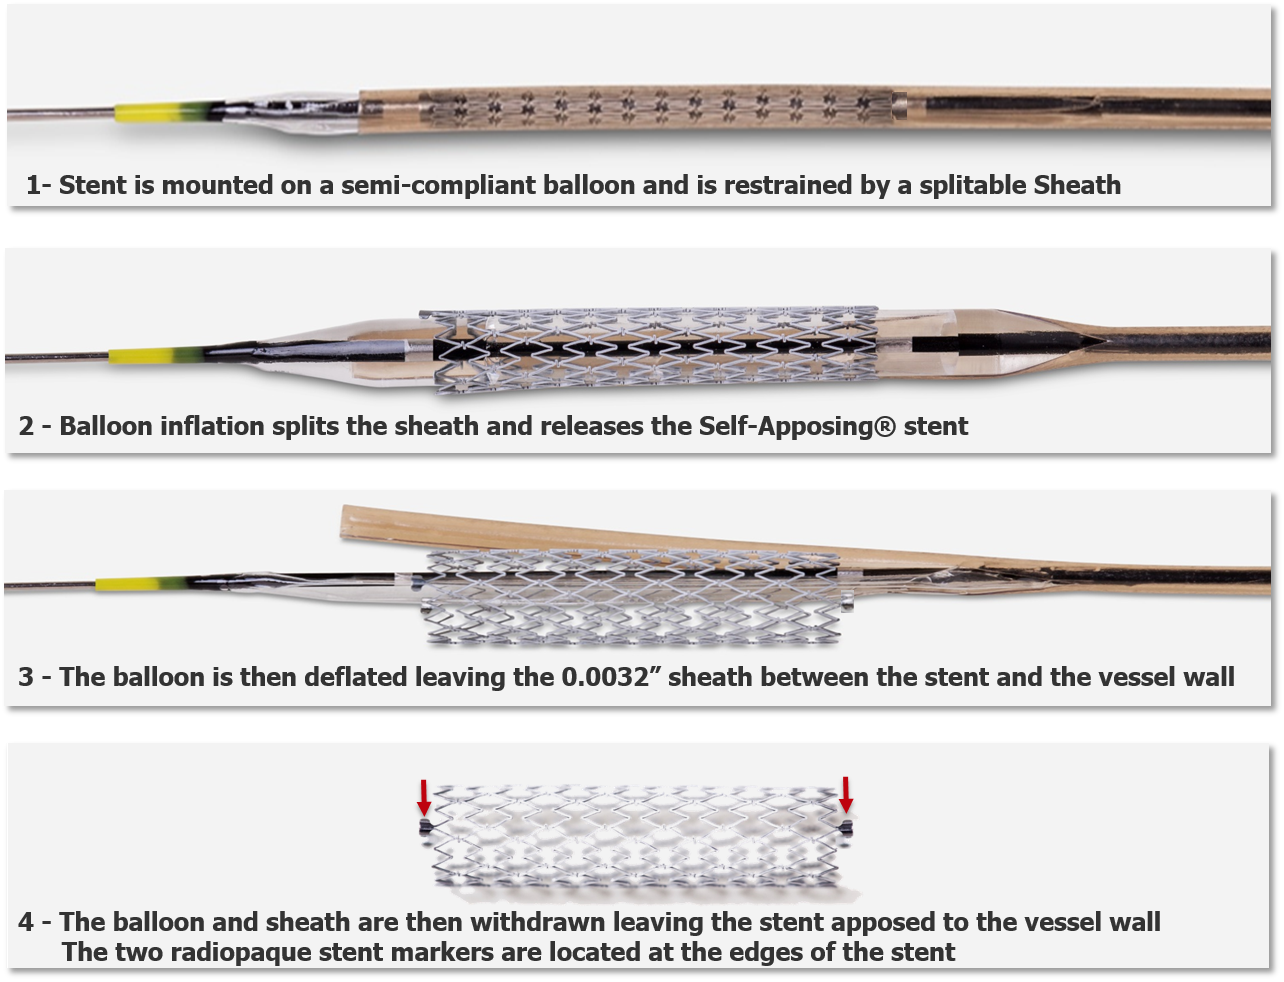 1- Stent is mounted on a semi-compliant balloon and is restrained by a splitable Sheath
2 - Balloon inflation splits the sheath and releases the Self-Apposing® stent
3 - The balloon is then deflated leaving the 0.0032″ sheath between the stent and the vessel wall
4 - The balloon and sheath are then withdrawn leaving the stent apposed to the vessel wall
The two radiopaque stent markers are located at the edges of the stent